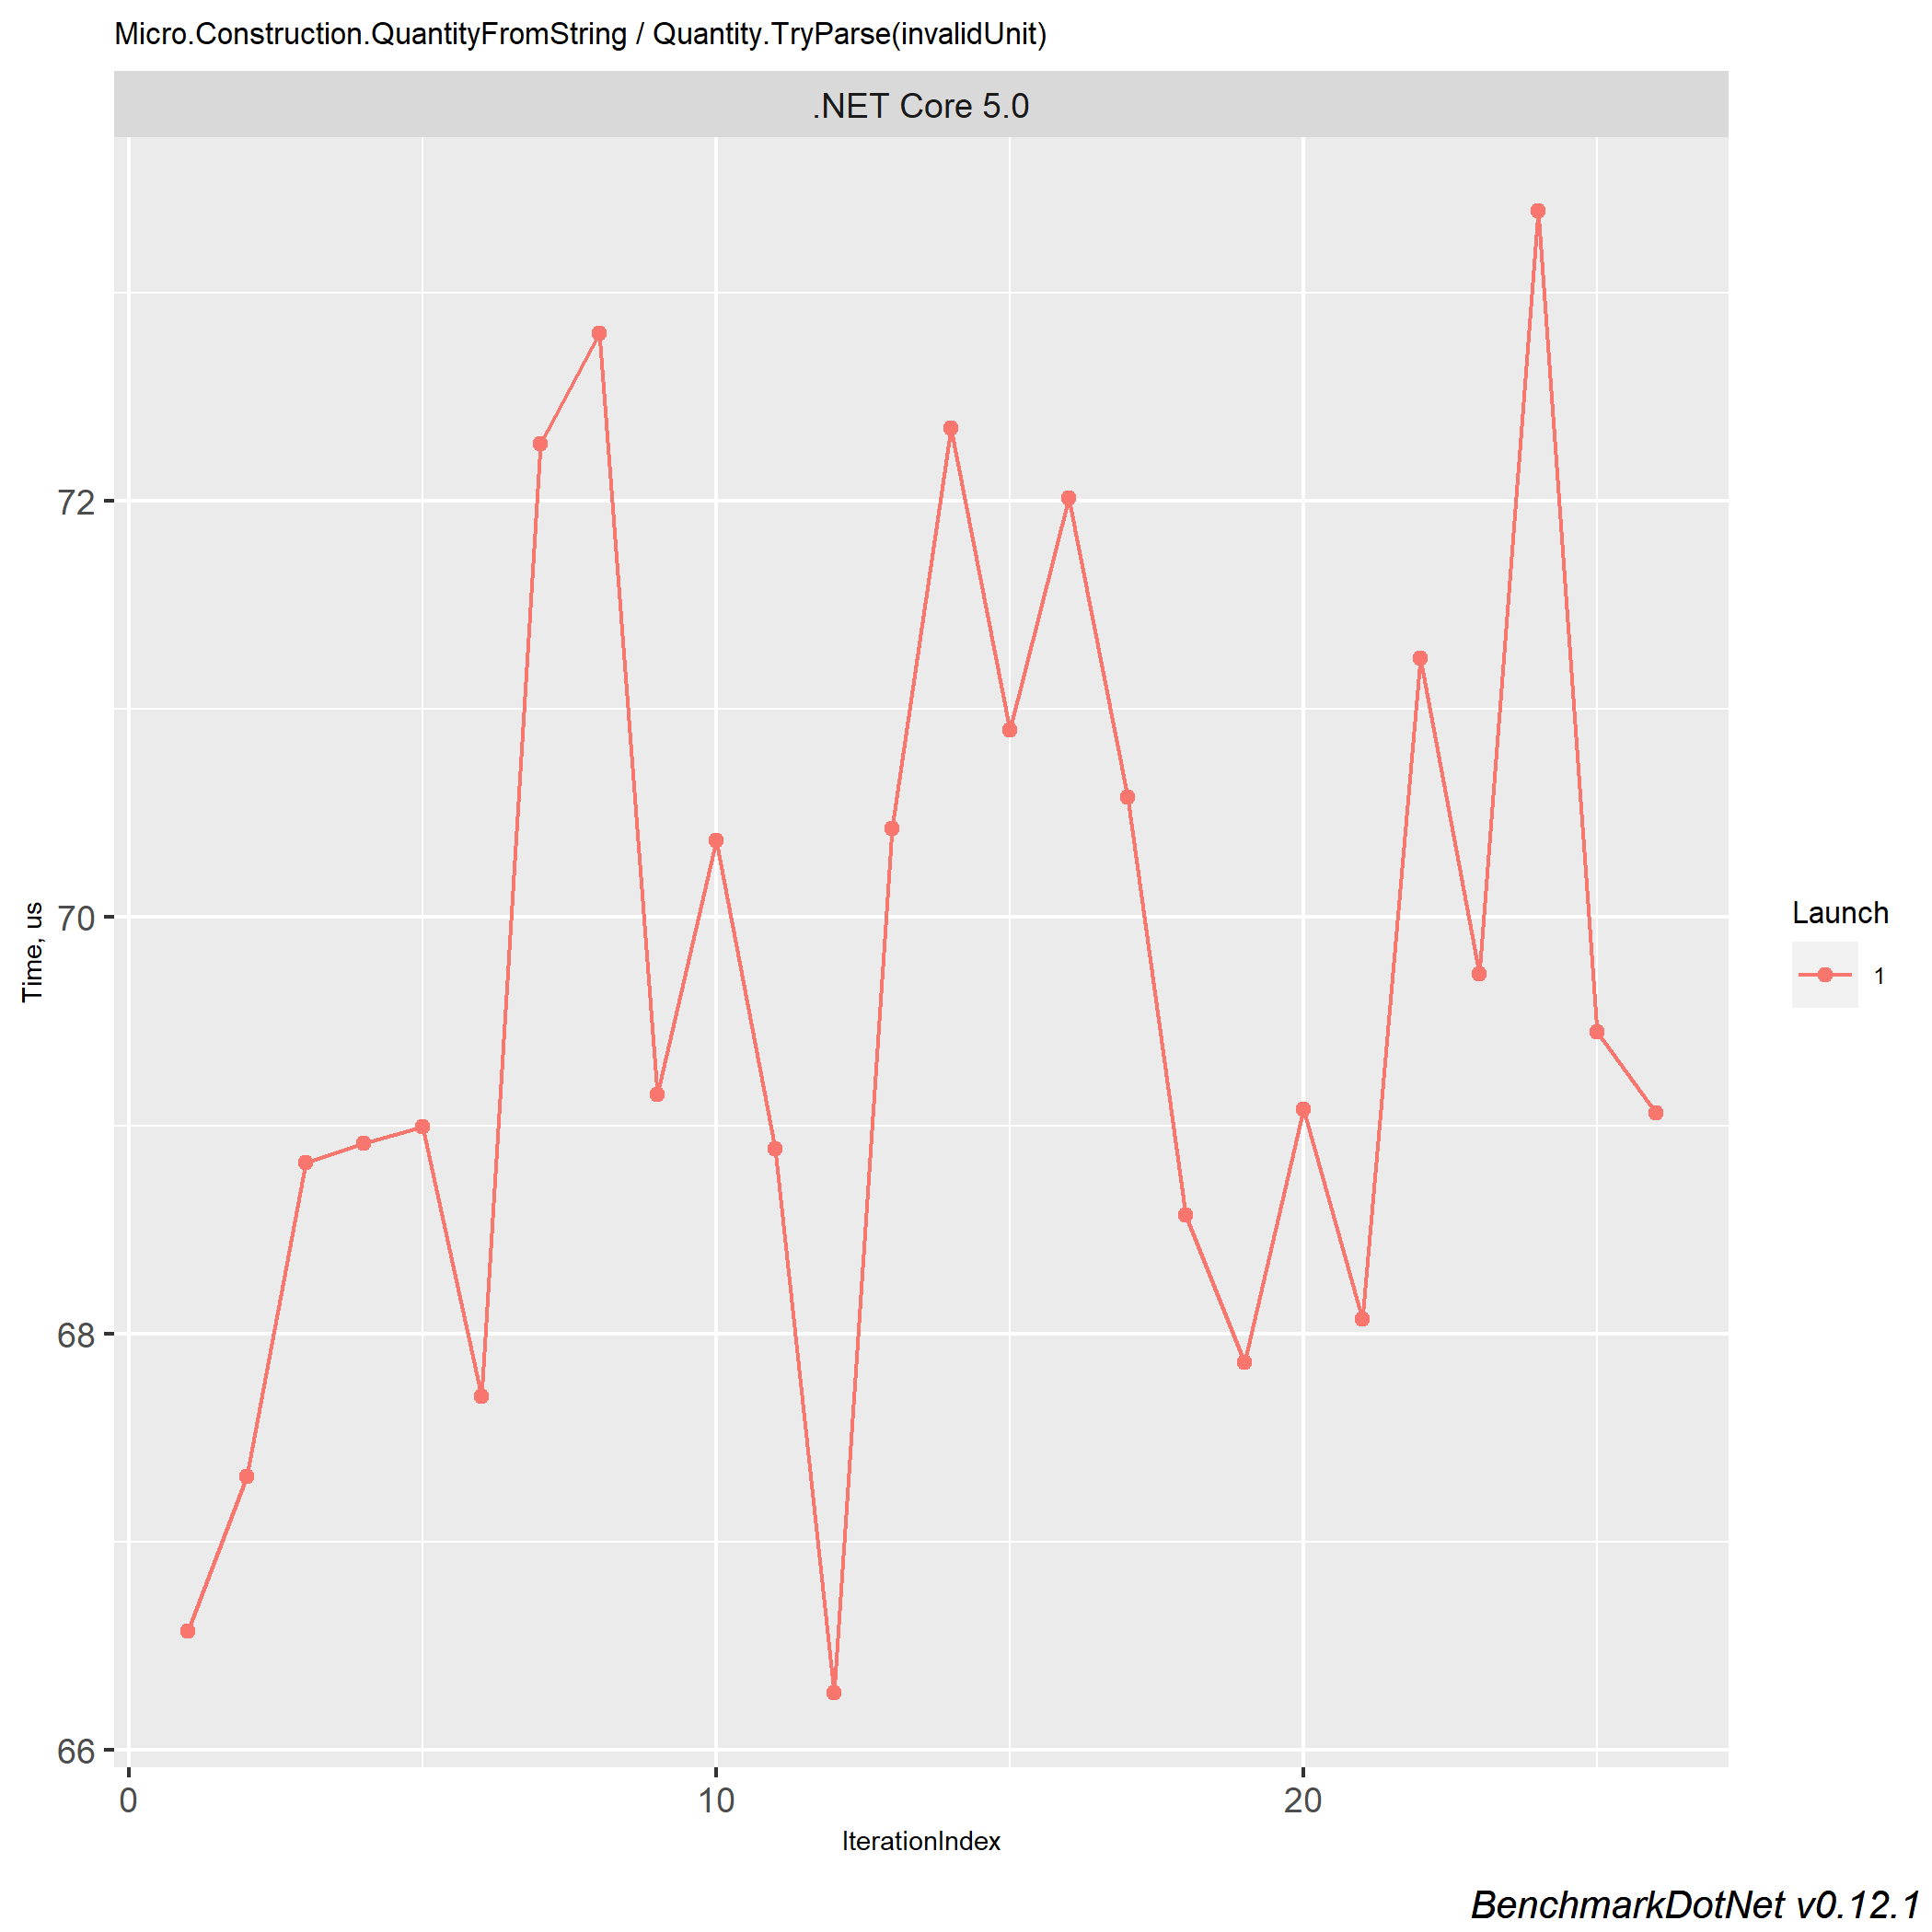 Micro.Construction.QuantityFromString / Quantity.TryParse(invalidUnit)
.NET Core 5.0
72
70
68
66
Time, us
0 10 20
IterationIndex
Launch
1
BenchmarkDotNet v0.12.1